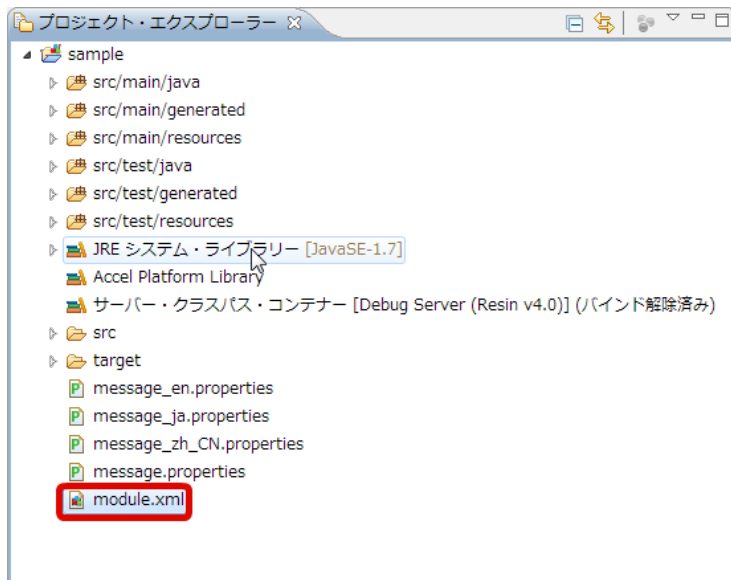 プロジェクト・エクスプローラー
sample
src/main/java
src/main/generated
src/main/resources
src/test/java
src/test/generated
src/test/resources
JRE システム・ライブラリー [JavaSE-1.7]
Accel Platform Library
サーバー・クラスパス・コンテナー [Debug Server (Resin v4.0)] (バインド解除済み)
src
target
message_en.properties
message_ja.properties
message_zh_CN.properties
message.properties
module.xml